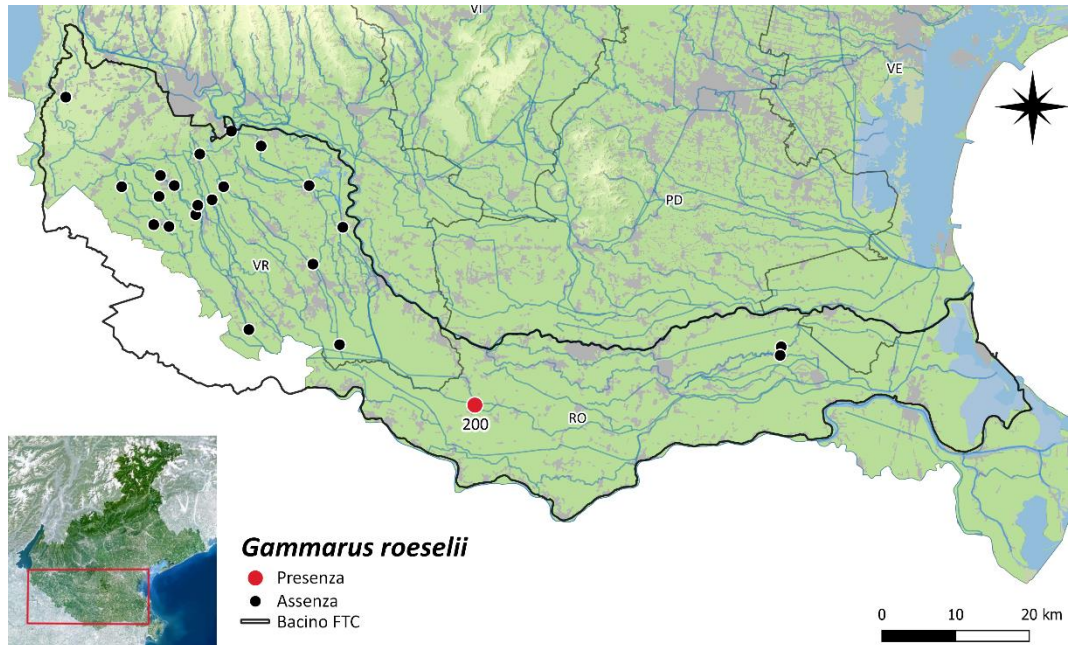 VI
VE
PD
VR
200
RO
Gammarus roeselii
Presenza
Assenza
Bacino FTC
0 10 20 km